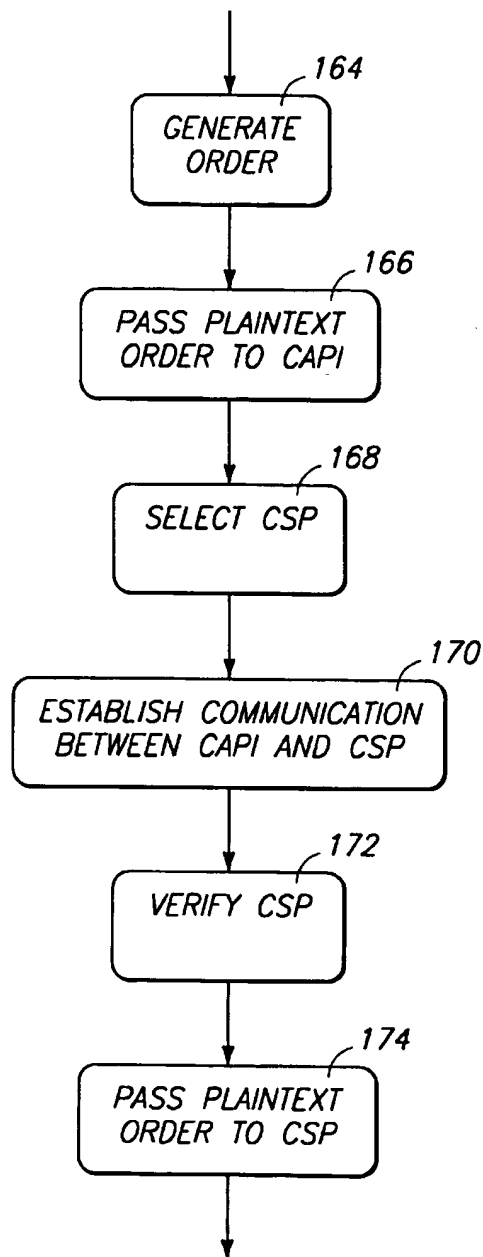 164
GENERATE
ORDER
166
PASS PLAINTEXT
ORDER TO CAPI
168
SELECT CSP
170
ESTABLISH COMMUNICATION
BETWEEN CAPI AND CSP
172
VERIFY CSP
174
PASS PLAINTEXT
ORDER TO CSP